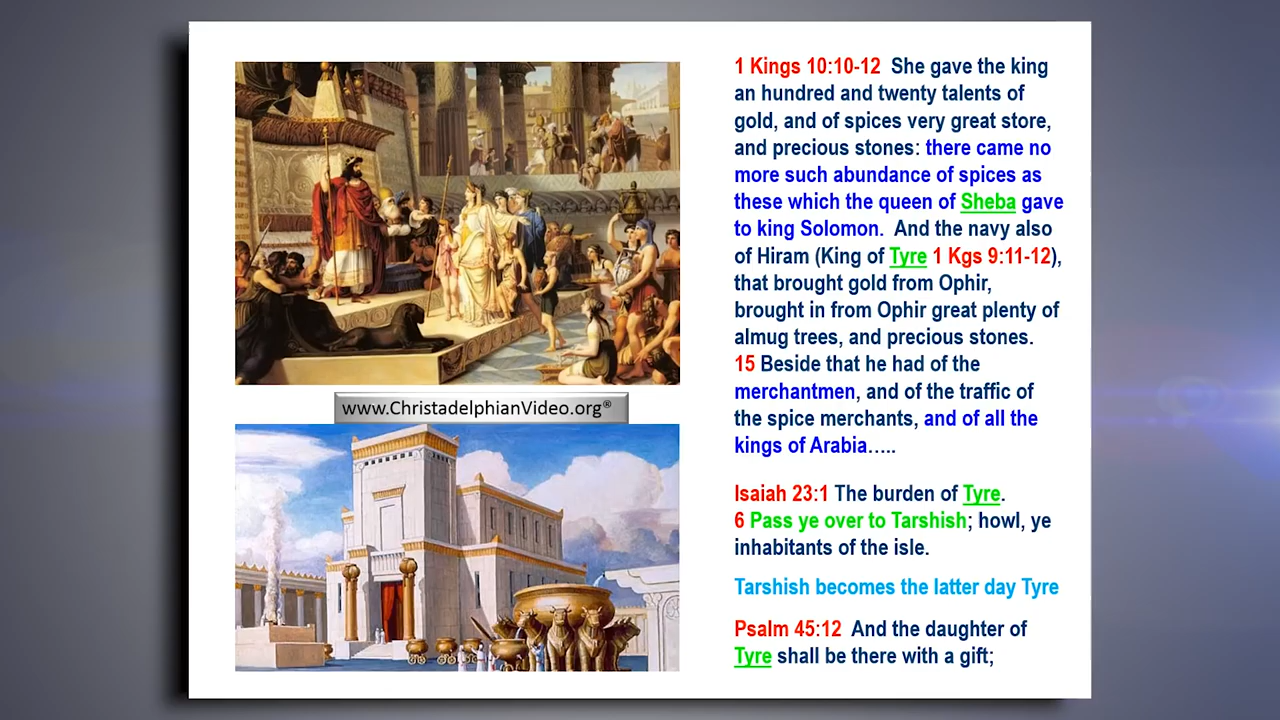 1 Kings 10:10-12 She gave the king
an hundred and twenty talents of
gold, and of spices very great store,
and precious stones: there came no
more such abundance of spices as
these which the queen of Sheba gave
to king Solomon. And the navy also
of Hiram (King of Tyre 1 Kgs 9:11-12),
that brought gold from Ophir,
brought in from Ophir great plenty of
almug trees, and precious stones.
15 Beside that he had of the
merchantmen, and of the traffic of
the spice merchants, and of all the
kings of Arabia…..
www.ChristadelphianVideo.org®
Isaiah 23:1 The burden of Tyre.
6 Pass ye over to Tarshish; howl, ye
inhabitants of the isle.
Tarshish becomes the latter day Tyre
Psalm 45:12 And the daughter of
Tyre shall be there with a gift;